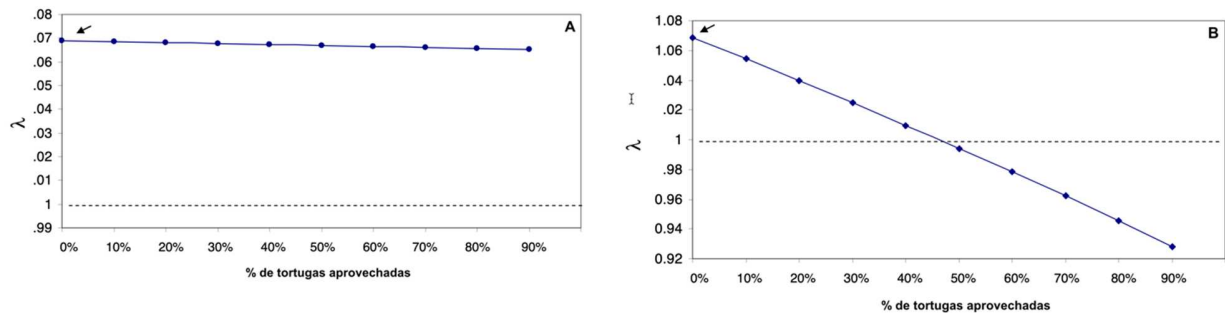 A
.08
.07
.06
.05
.04
.03
.02
.01
1
.99
λ
0% 10% 20% 30% 40% 50% 60% 70% 80% 90%
% de tortugas aprovechadas
B
1.08
1.06
.04
.02
1
.98
0.96
0.94
0.92
λ
0% 10% 20% 30% 40% 50% 60% 70% 80% 90%
% de tortugas aprovechadas